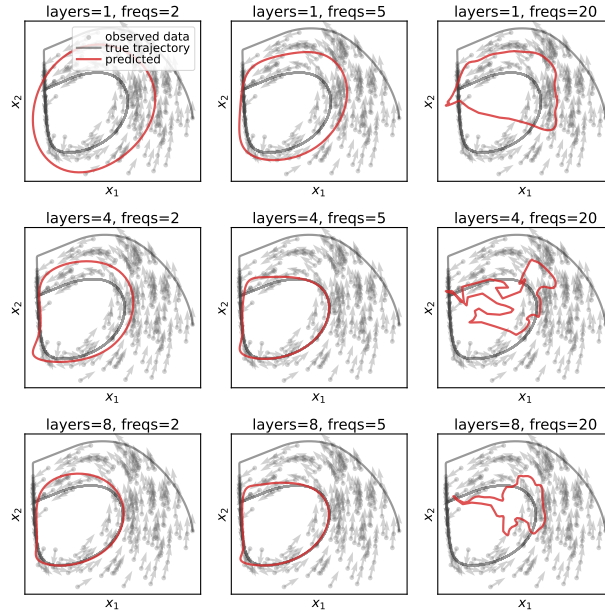 layers=1, freqs=2
layers=1, freqs=5
layers=1, freqs=20
observed data
true trajectory
predicted
x₂
x₂
x₂
x₁
x₁
x₁
layers=4, freqs=2
layers=4, freqs=5
layers=4, freqs=20
x₂
x₂
x₂
x₁
x₁
x₁
layers=8, freqs=2
layers=8, freqs=5
layers=8, freqs=20
x₂
x₂
x₂
x₁
x₁
x₁